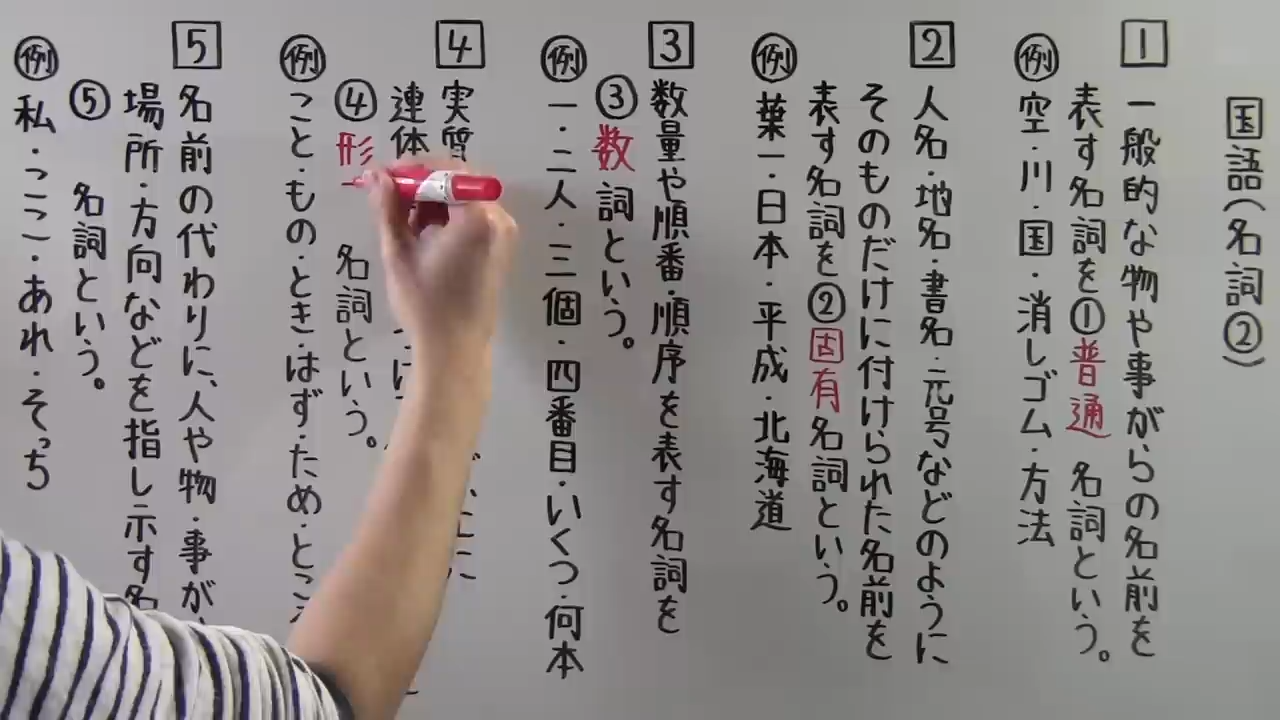 国語(名詞②)
1 一般的な物や事がらの名前を
表す名詞を①普通名詞という。
例 空・川・国・消しゴム・方法
2 人名・地名・書名・元号などのように
そのものだけに付けられた名前を
表す名詞を②固有名詞という。
例 葉一・日本・平成・北海道
3 数量や順番・順序を表す名詞を
③数詞という。
例 一・二人・三個・四番目・いくつ・何本
4 実質
連体
④形 名詞という。
例 こと・もの・とき・はず・ため・ところ
5 名前の代わりに、人や物・事が
場所・方向などを指し示す名
⑤ 名詞という。
例 私・ここ・あれ・そっち